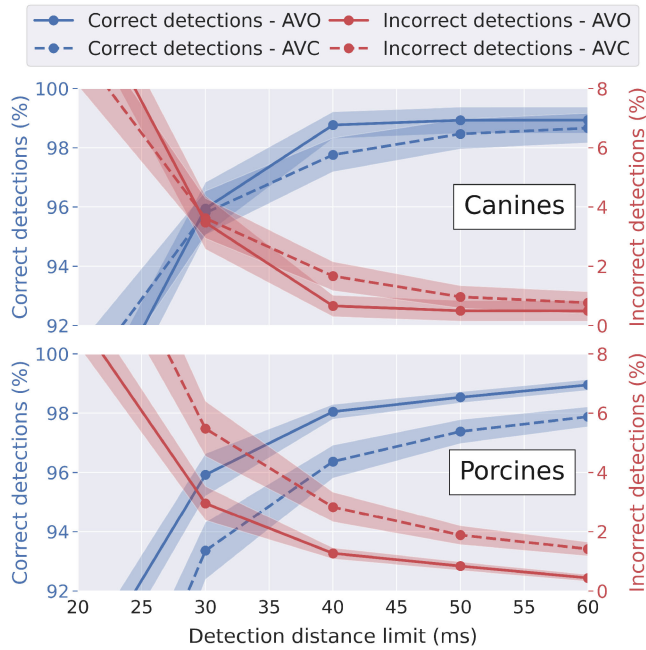 Correct detections - AVO Incorrect detections - AVO
Correct detections - AVC Incorrect detections - AVC
Correct detections (%)
100
98
96
94
92
Canines
8
6
4
2
0
Incorrect detections (%)
Correct detections (%)
100
98
96
94
92
Porcines
8
6
4
2
0
Incorrect detections (%)
20 25 30 35 40 45 50 55 60
Detection distance limit (ms)